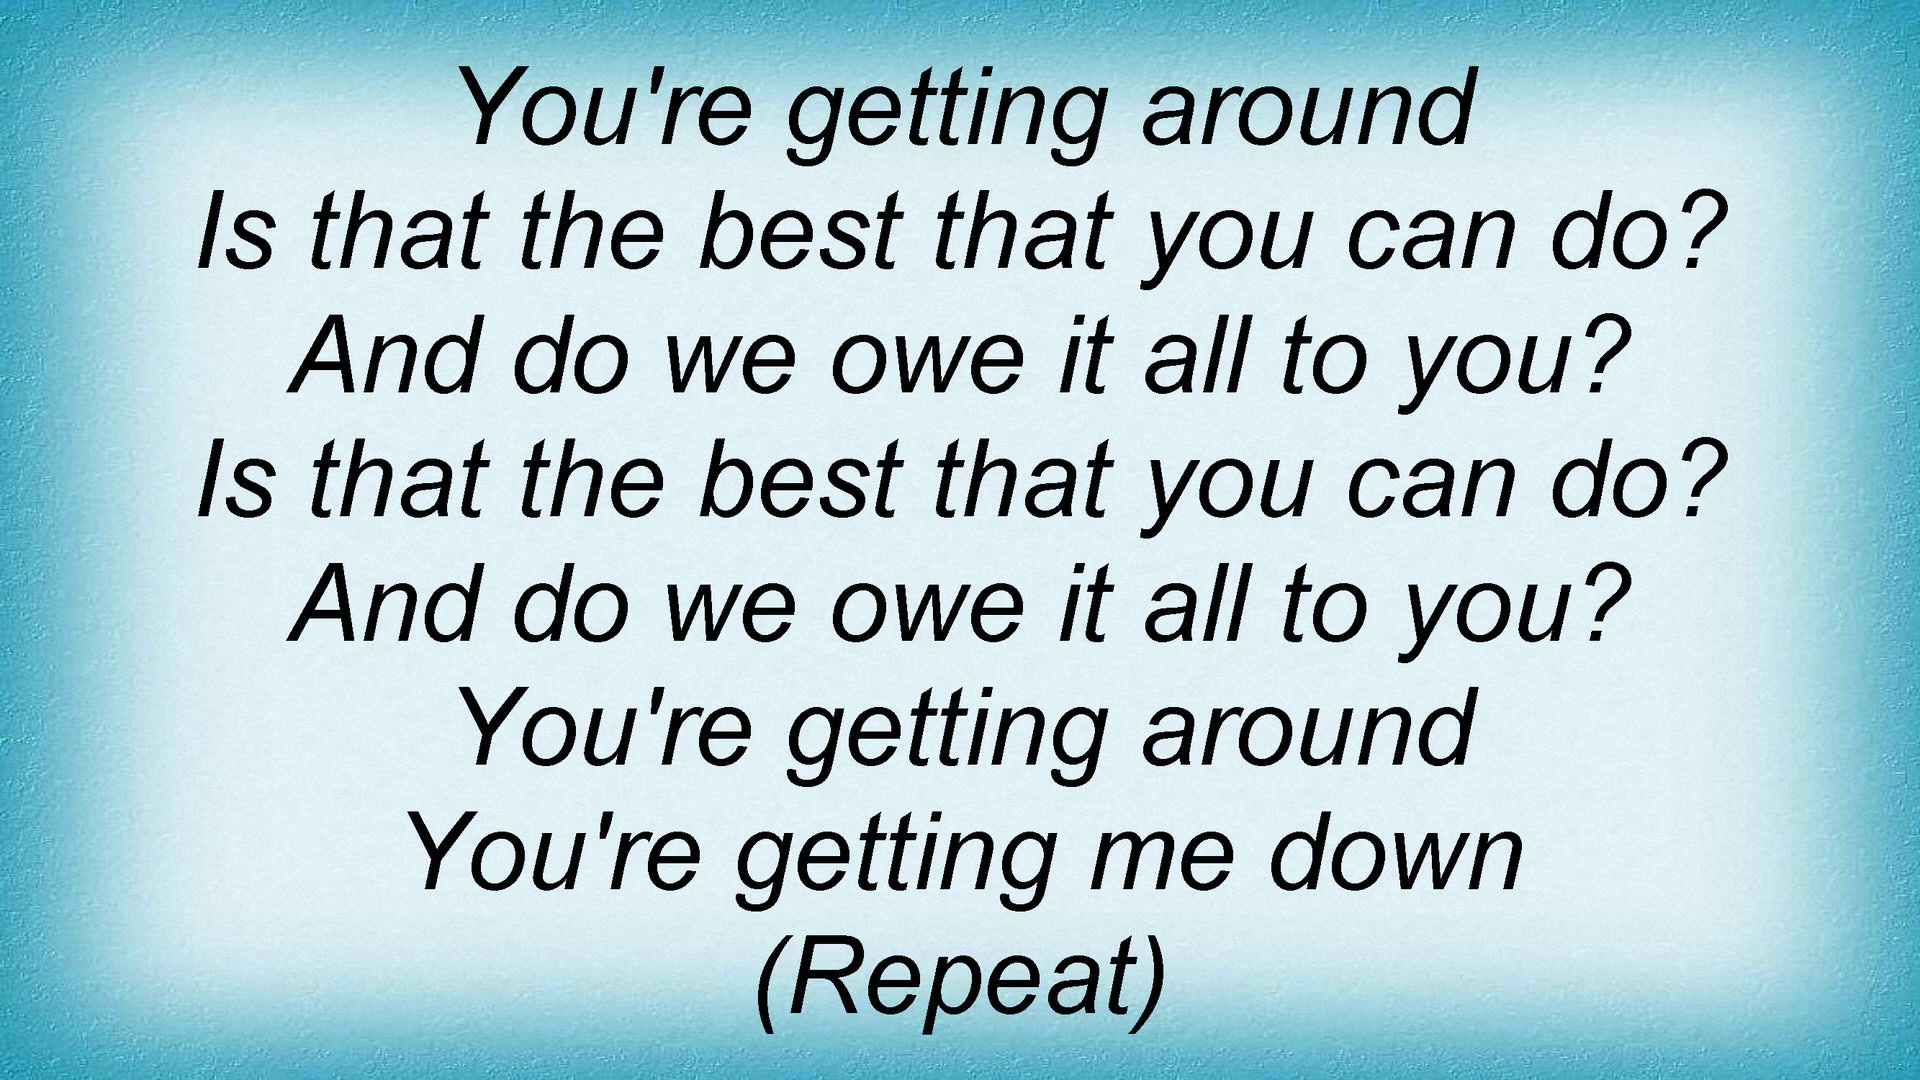 You're getting around
Is that the best that you can do?
And do we owe it all to you?
Is that the best that you can do?
And do we owe it all to you?
You're getting around
You're getting me down
(Repeat)